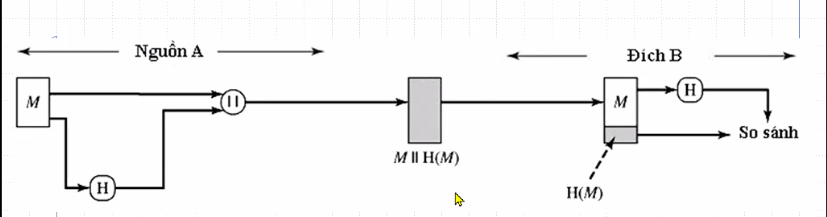 Nguồn A
Đích B
M
||
H
M || H(M)
M
H
So sánh
H(M)